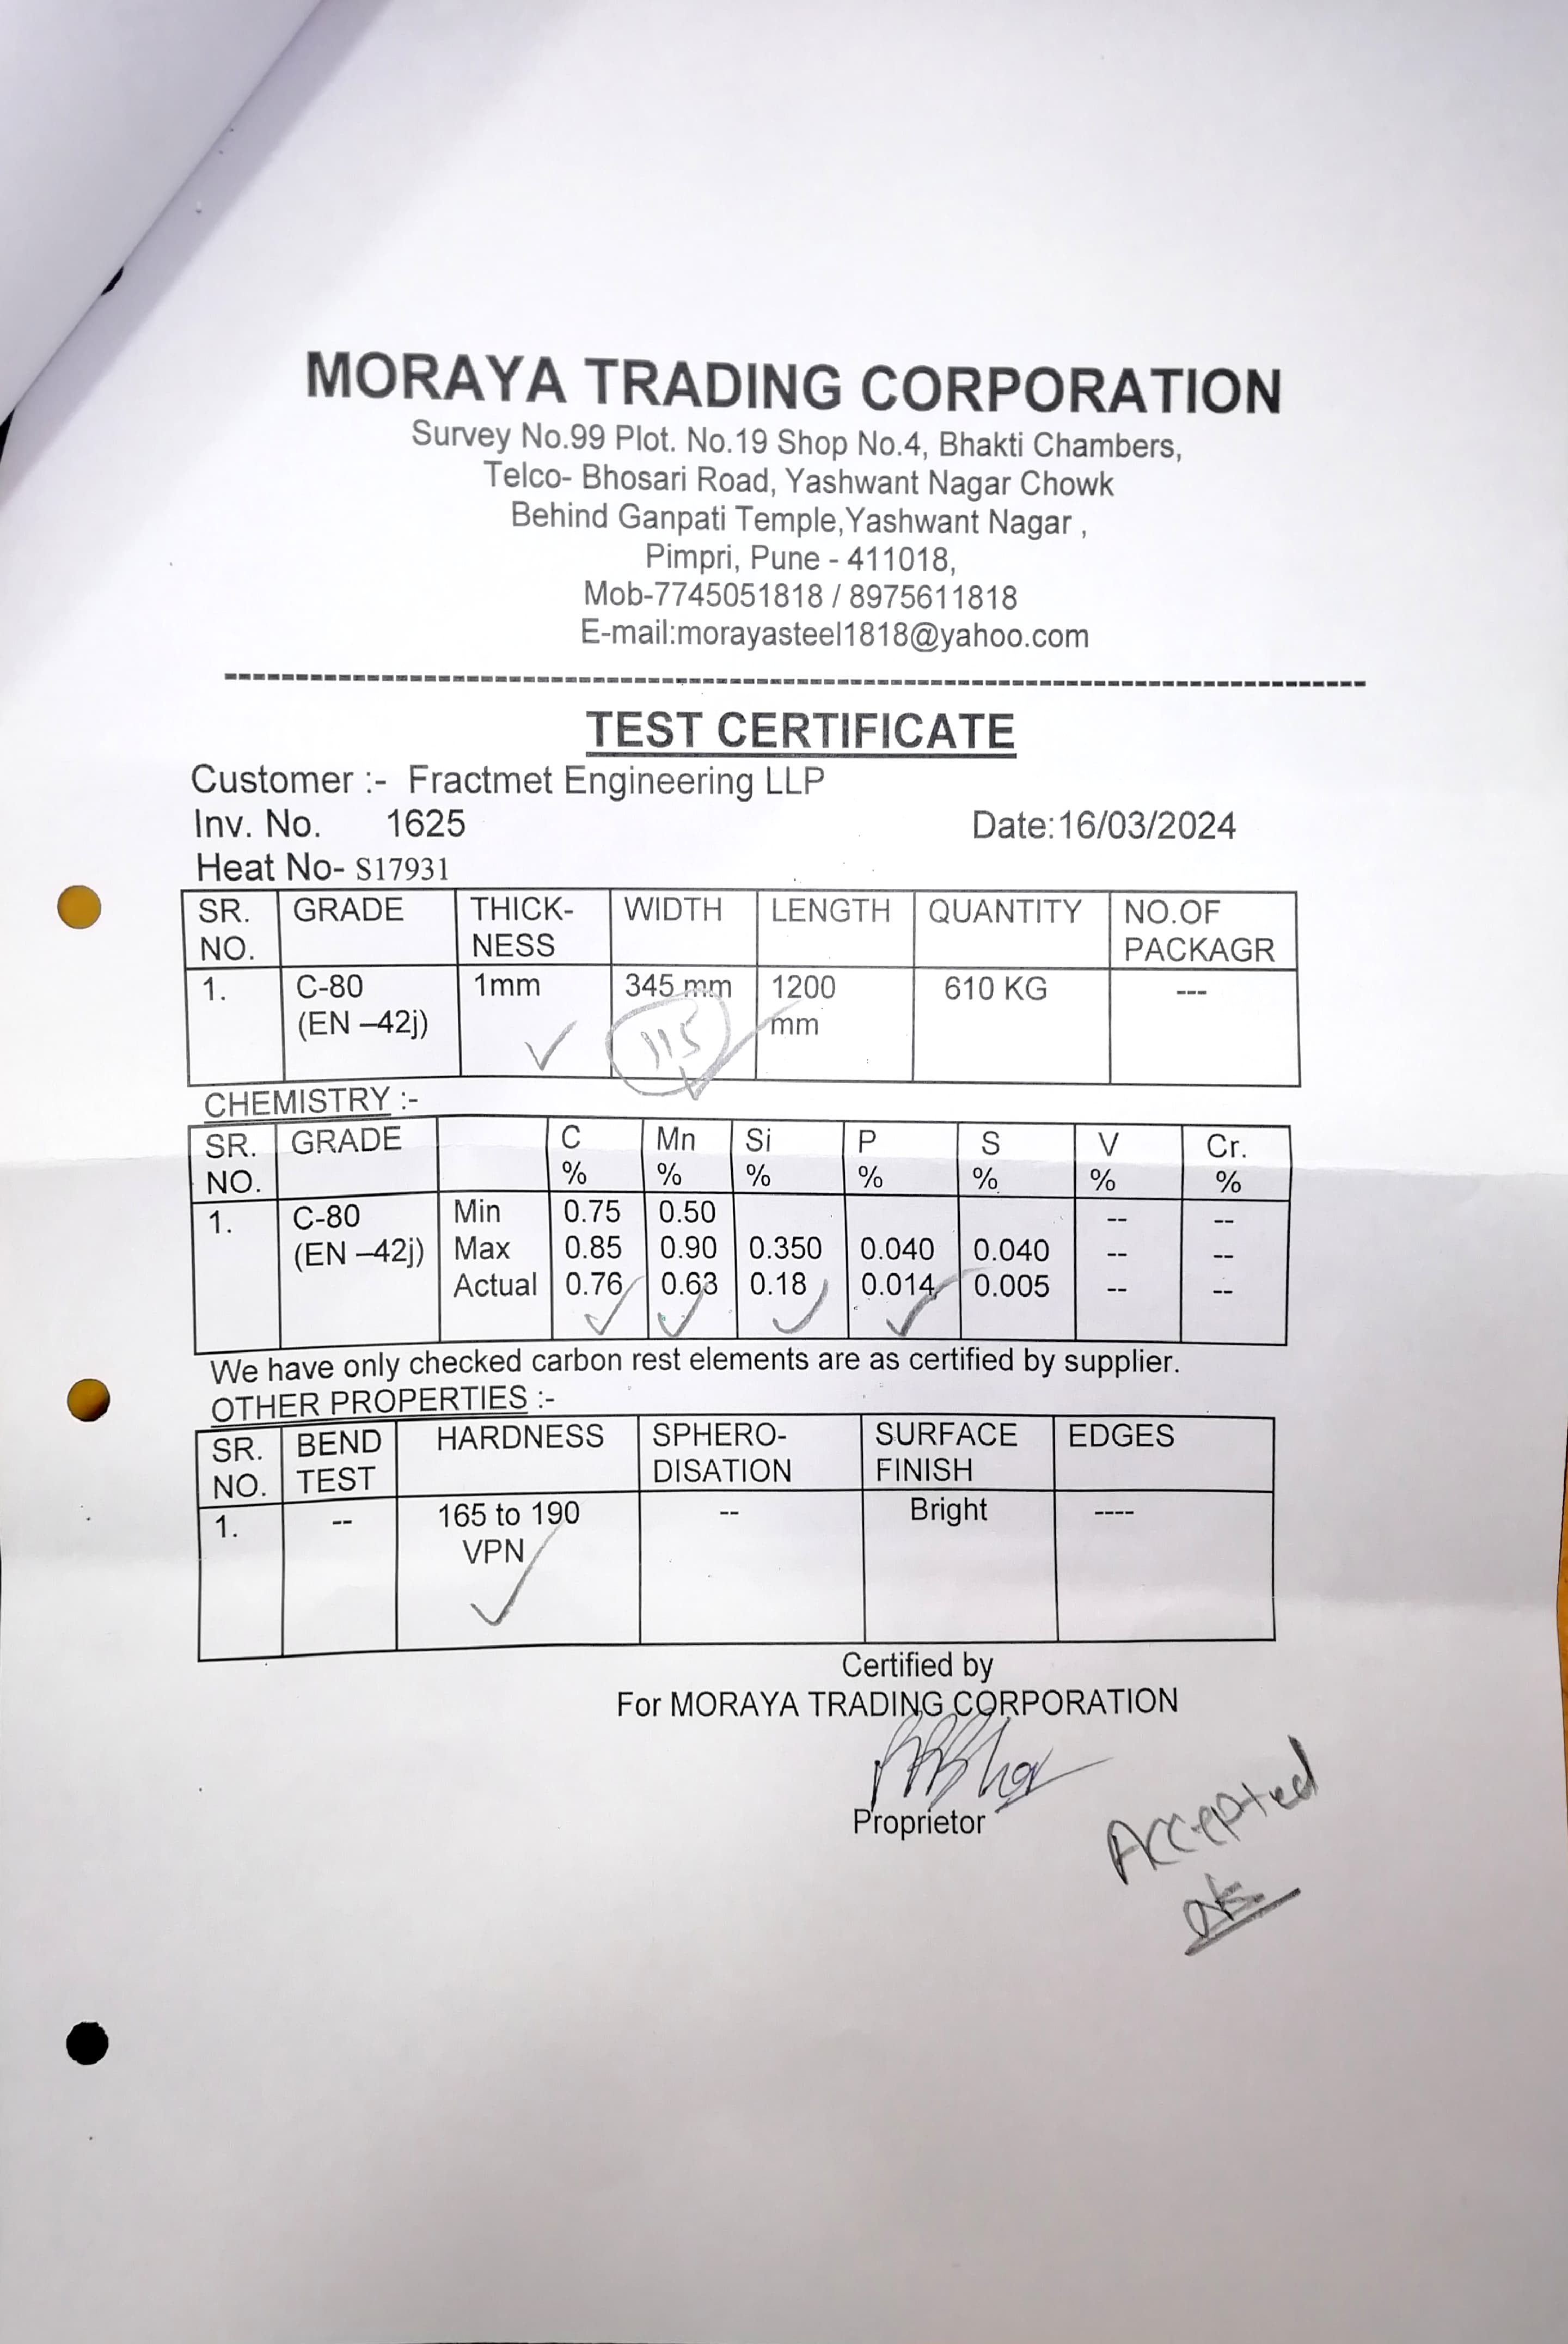 MORAYA TRADING CORPORATION
Survey No.99 Plot. No.19 Shop No.4, Bhakti Chambers,
Telco- Bhosari Road, Yashwant Nagar Chowk
Behind Ganpati Temple,Yashwant Nagar ,
Pimpri, Pune - 411018,
Mob-7745051818 / 8975611818
E-mail:morayasteel1818@yahoo.com
TEST CERTIFICATE
Customer :- Fractmet Engineering LLP
Inv. No. 1625 Date:16/03/2024
Heat No- S17931
SR. NO. GRADE THICK-NESS WIDTH LENGTH QUANTITY NO.OF PACKAGR
1. C-80 (EN –42j) 1mm 345 mm 1200 mm 610 KG ---
115
CHEMISTRY :-
SR. NO. GRADE C % Mn % Si % P % S % V % Cr. %
1. C-80 (EN –42j) Min 0.75 0.50 -- --
Max 0.85 0.90 0.350 0.040 0.040 -- --
Actual 0.76 0.63 0.18 0.014 0.005 -- --
We have only checked carbon rest elements are as certified by supplier.
OTHER PROPERTIES :-
SR. NO. BEND TEST HARDNESS SPHERO-DISATION SURFACE FINISH EDGES
1. -- 165 to 190 VPN -- Bright ----
Certified by
For MORAYA TRADING CORPORATION
Proprietor
Accepted